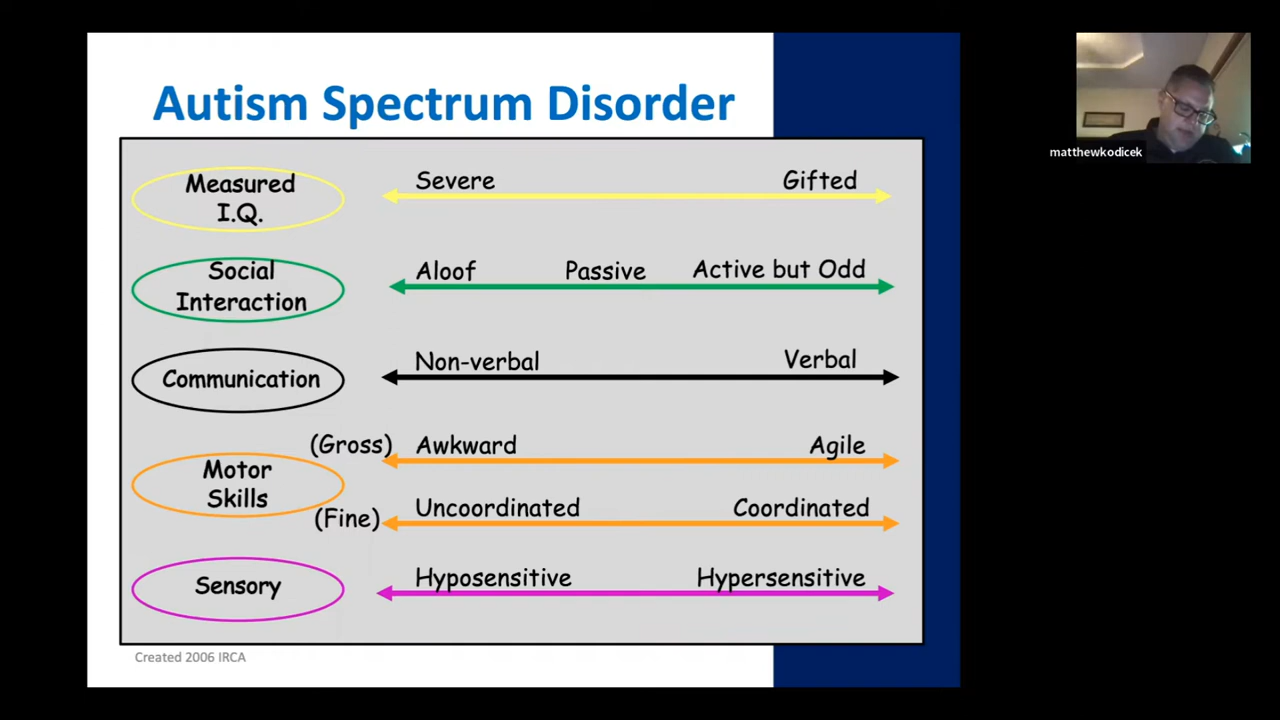 Autism Spectrum Disorder
matthewkodicek
Measured
I.Q.
Severe Gifted
Social
Interaction
Aloof Passive Active but Odd
Communication
Non-verbal Verbal
Motor
Skills
(Gross) Awkward Agile
(Fine) Uncoordinated Coordinated
Sensory
Hyposensitive Hypersensitive
Created 2006 IRCA